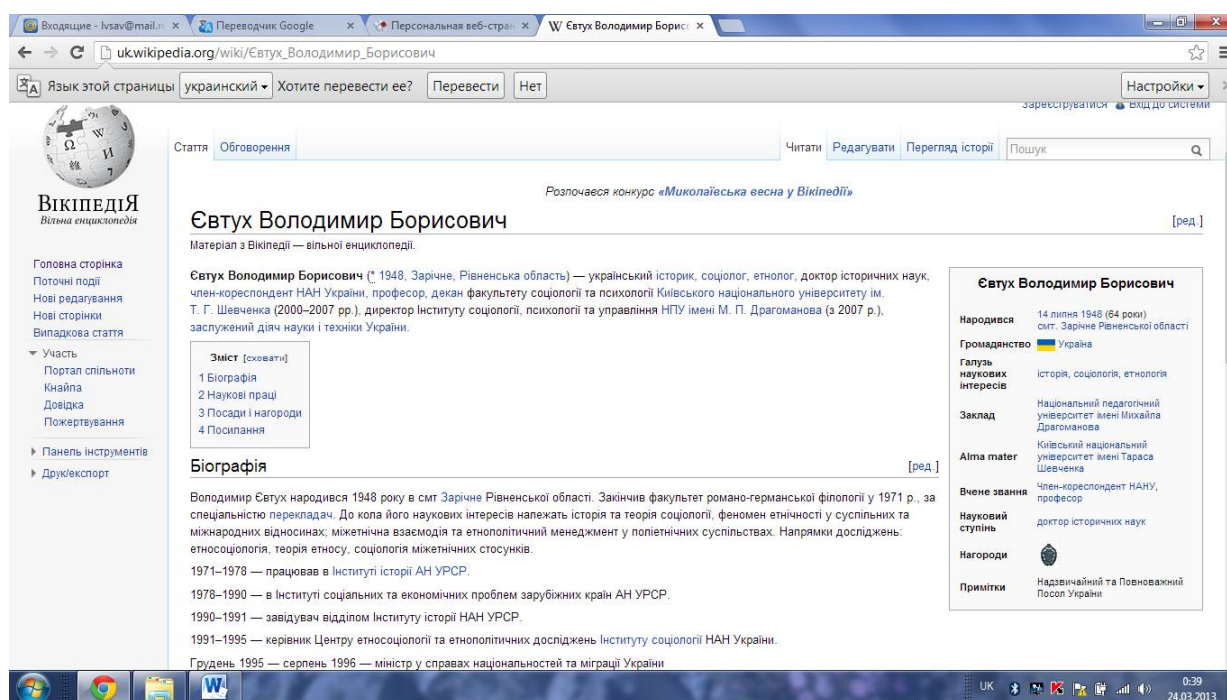 Входящие - lvsav@mail.r
Переводчик Google
Персональная веб-стран
Євтух Володимир Борисо
uk.wikipedia.org/wiki/Євтух_Володимир_Борисович
Язык этой страницы украинский Хотите перевести ее? Перевести Нет Настройки
Зареєструватися Вхід до системи
Стаття Обговорення Читати Редагувати Перегляд історії Пошук
ВікіпедіЯ
Вільна енциклопедія
Головна сторінка
Поточні події
Нові редагування
Нові сторінки
Випадкова стаття
Участь
Портал спільноти
Кнайпа
Довідка
Пожертвування
Панель інструментів
Друк/експорт
Розпочався конкурс «Миколаївська весна у Вікіпедії»
Євтух Володимир Борисович [ред.]
Матеріал з Вікіпедії — вільної енциклопедії.
Євтух Володимир Борисович (* 1948, Зарічне, Рівненська область) — український історик, соціолог, етнолог, доктор історичних наук,
член-кореспондент НАН України, професор, декан факультету соціології та психології Київського національного університету ім.
Т. Г. Шевченка (2000–2007 рр.), директор Інституту соціології, психології та управління НПУ імені М. П. Драгоманова (з 2007 р.),
заслужений діяч науки і техніки України.
Зміст [сховати]
1 Біографія
2 Наукові праці
3 Посади і нагороди
4 Посилання
Біографія [ред.]
Володимир Євтух народився 1948 року в смт Зарічне Рівненської області. Закінчив факультет романо-германської філології у 1971 р., за
спеціальністю перекладач. До кола його наукових інтересів належать історія та теорія соціології, феномен етнічності у суспільних та
міжнародних відносинах; міжетнічна взаємодія та етнополітичний менеджмент у поліетнічних суспільствах. Напрямки досліджень:
етносоціологія, теорія етносу, соціологія міжетнічних стосунків.
1971–1978 — працював в Інституті історії АН УРСР.
1978–1990 — в Інституті соціальних та економічних проблем зарубіжних країн АН УРСР.
1990–1991 — завідувач відділом Інституту історії НАН УРСР.
1991–1995 — керівник Центру етносоціології та етнополітичних досліджень Інституту соціології НАН України.
Грудень 1995 — серпень 1996 — міністр у справах національностей та міграції України
Євтух Володимир Борисович
Народився 14 липня 1948 (64 роки)
смт. Зарічне Рівненської області
Громадянство Україна
Галузь
наукових
інтересів
історія, соціологія, етнологія
Заклад
Національний педагогічний
університет імені Михайла
Драгоманова
Alma mater
Київський національний
університет імені Тараса
Шевченка
Вчене звання
Член-кореспондент НАНУ,
професор
Науковий
ступінь
доктор історичних наук
Нагороди
Примітки
Надзвичайний та Повноважний
Посол України
UK
0:39
24.03.2013